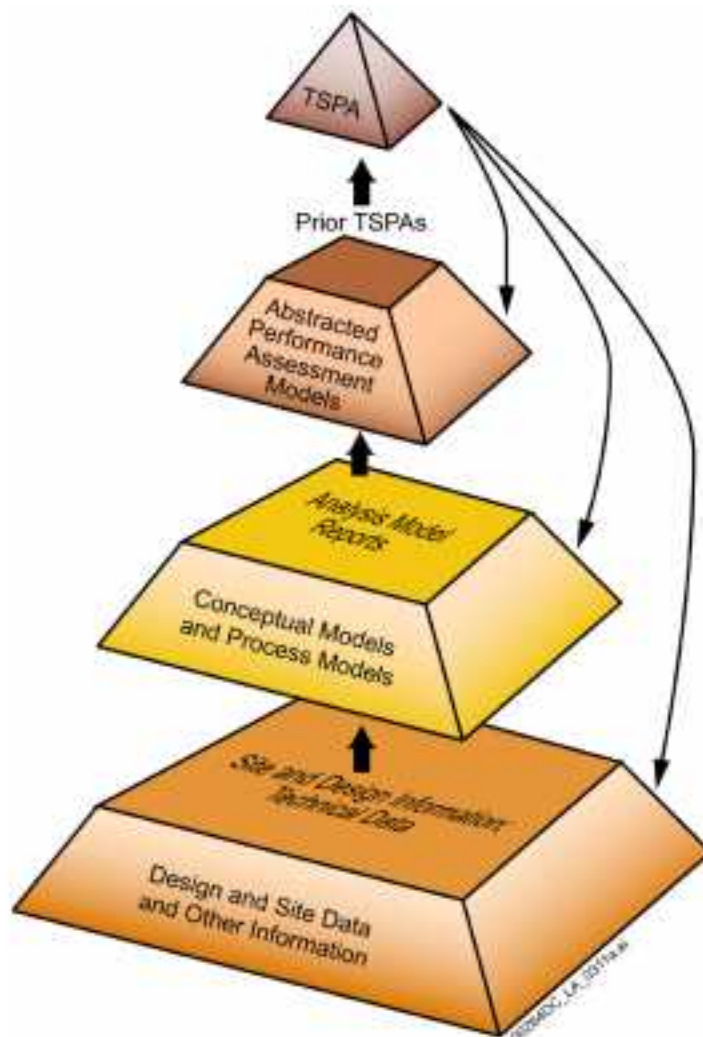 TSPA
Prior TSPAs
Abstracted
Performance
Assessment
Models
Analysis Model
Reports
Conceptual Models
and Process Models
Site and Design Information;
Technical Data
Design and Site Data
and Other Information